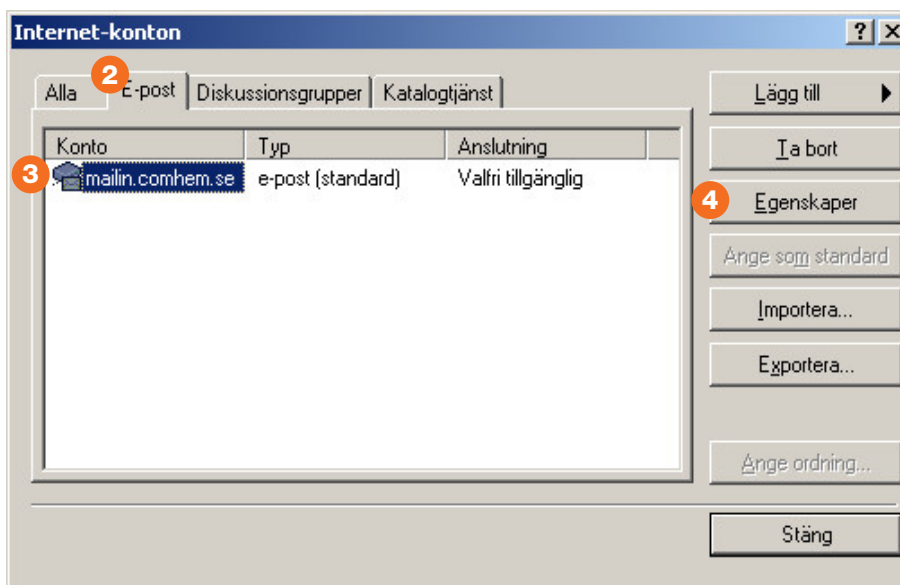 Internet-konton
2
Alla
E-post
Diskussionsgrupper
Katalogtjänst
Lägg till
Konto
Typ
Anslutning
Ta bort
3
mailin.comhem.se
e-post (standard)
Valfri tillgänglig
4
Egenskaper
Ange som standard
Importera...
Exportera...
Ange ordning...
Stäng